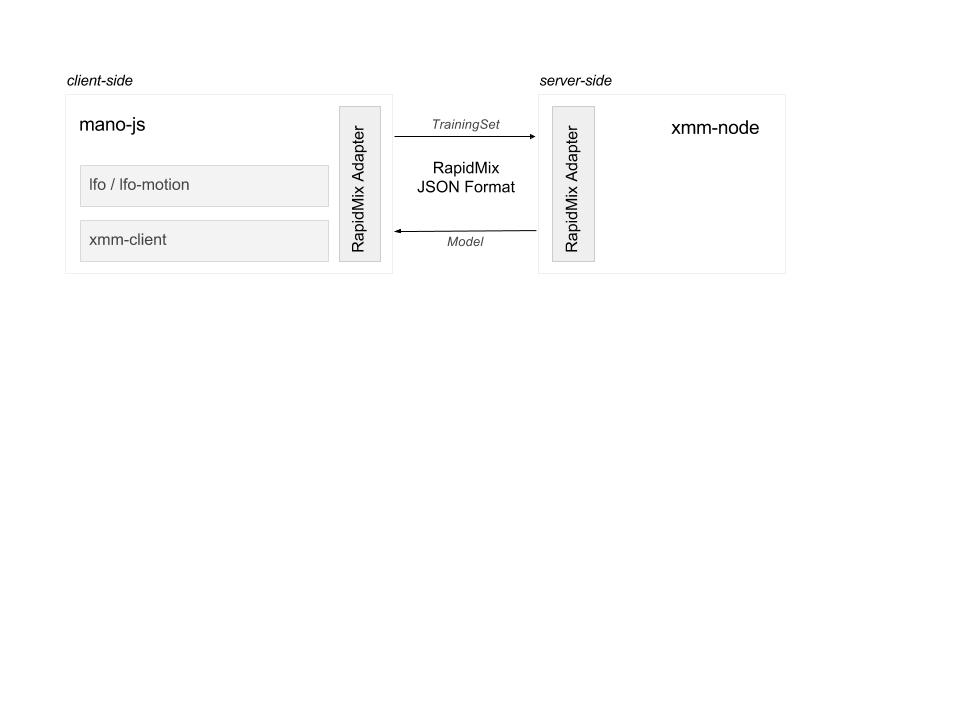 client-side
mano-js
lfo / lfo-motion
xmm-client
RapidMix Adapter
TrainingSet
RapidMix
JSON Format
Model
server-side
RapidMix Adapter
xmm-node